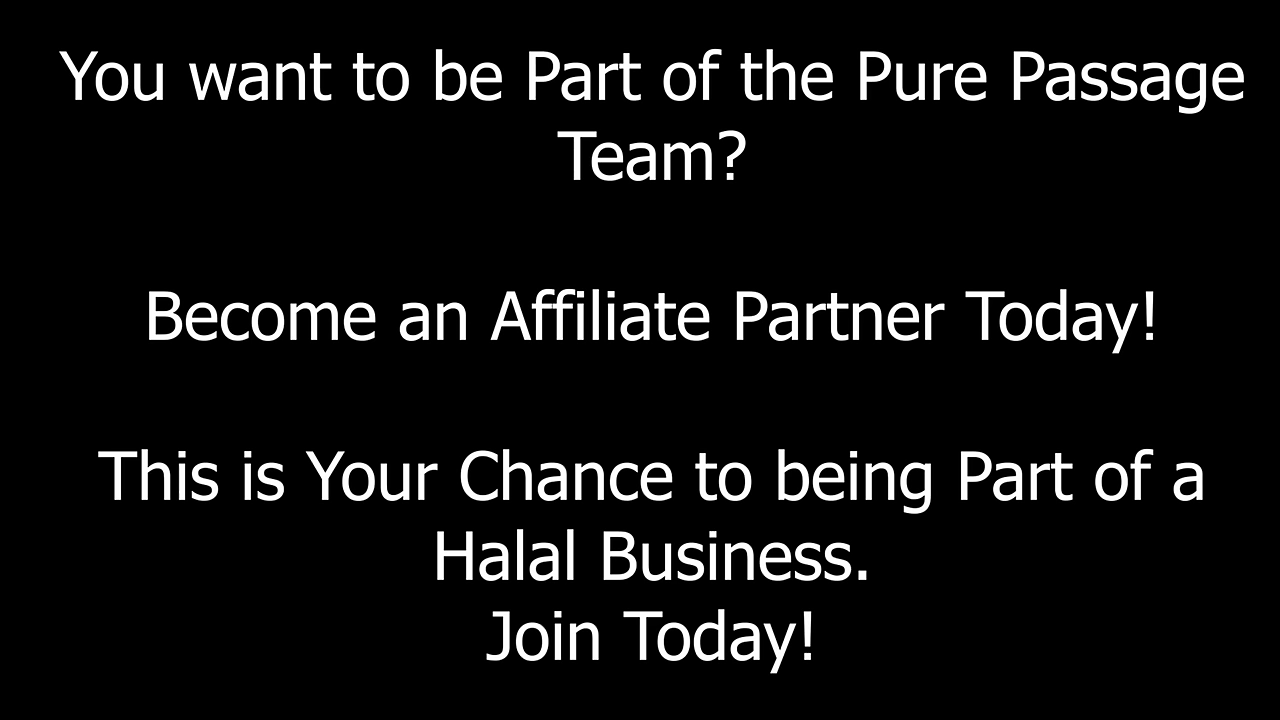 You want to be Part of the Pure Passage
Team?
Become an Affiliate Partner Today!
This is Your Chance to being Part of a
Halal Business.
Join Today!